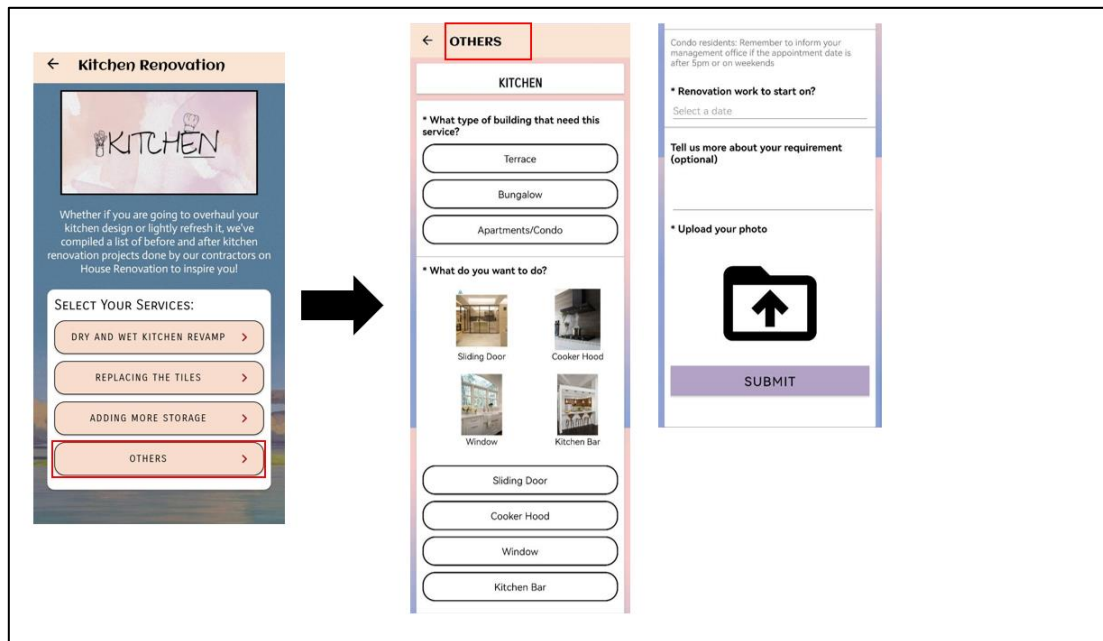 Kitchen Renovation
KITCHEN
Whether if you are going to overhaul your
kitchen design or lightly refresh it, we've
compiled a list of before and after kitchen
renovation projects done by our contractors on
House Renovation to inspire you!
SELECT YOUR SERVICES:
DRY AND WET KITCHEN REVAMP
REPLACING THE TILES
ADDING MORE STORAGE
OTHERS
OTHERS
KITCHEN
* What type of building that need this
service?
Terrace
Bungalow
Apartments/Condo
* What do you want to do?
Sliding Door
Cooker Hood
Window
Kitchen Bar
Sliding Door
Cooker Hood
Window
Kitchen Bar
Condo residents: Remember to inform your
management office if the appointment date is
after 5pm or on weekends
* Renovation work to start on?
Select a date
Tell us more about your requirement
(optional)
* Upload your photo
SUBMIT